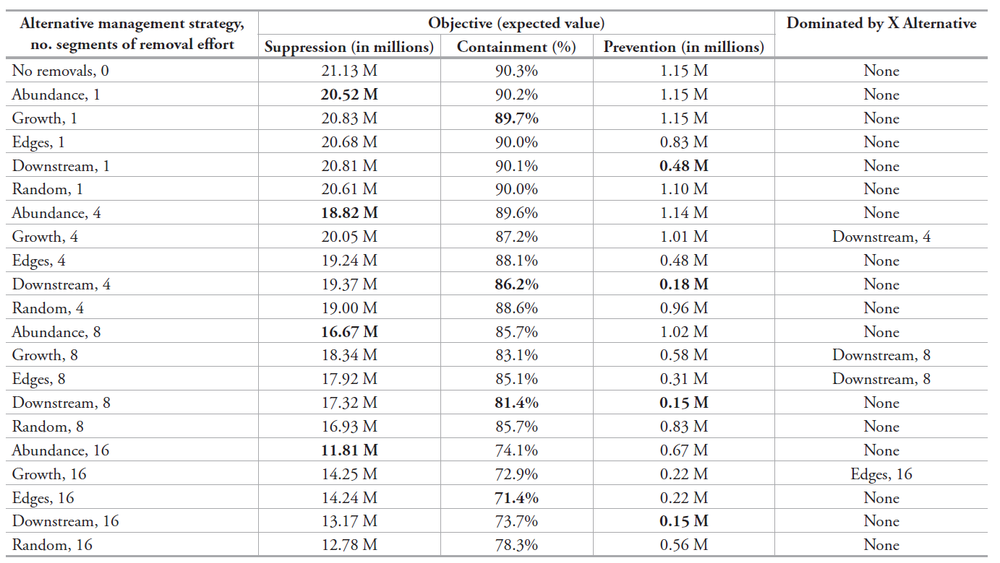 Alternative management strategy, no. segments of removal effort Objective (expected value) Dominated by X Alternative
Suppression (in millions) Containment (%) Prevention (in millions)
No removals, 0 21.13 M 90.3% 1.15 M None
Abundance, 1 20.52 M 90.2% 1.15 M None
Growth, 1 20.83 M 89.7% 1.15 M None
Edges, 1 20.68 M 90.0% 0.83 M None
Downstream, 1 20.81 M 90.1% 0.48 M None
Random, 1 20.61 M 90.0% 1.10 M None
Abundance, 4 18.82 M 89.6% 1.14 M None
Growth, 4 20.05 M 87.2% 1.01 M Downstream, 4
Edges, 4 19.24 M 88.1% 0.48 M None
Downstream, 4 19.37 M 86.2% 0.18 M None
Random, 4 19.00 M 88.6% 0.96 M None
Abundance, 8 16.67 M 85.7% 1.02 M None
Growth, 8 18.34 M 83.1% 0.58 M Downstream, 8
Edges, 8 17.92 M 85.1% 0.31 M Downstream, 8
Downstream, 8 17.32 M 81.4% 0.15 M None
Random, 8 16.93 M 85.7% 0.83 M None
Abundance, 16 11.81 M 74.1% 0.67 M None
Growth, 16 14.25 M 72.9% 0.22 M Edges, 16
Edges, 16 14.24 M 71.4% 0.22 M None
Downstream, 16 13.17 M 73.7% 0.15 M None
Random, 16 12.78 M 78.3% 0.56 M None